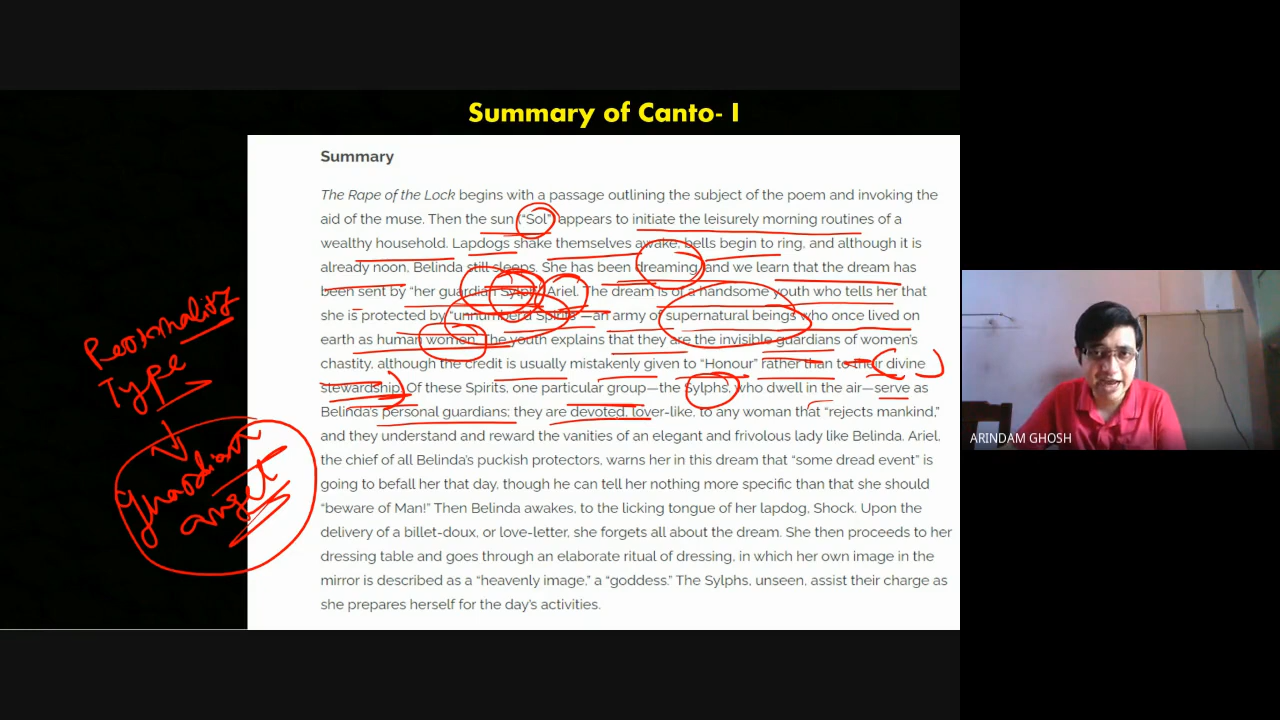 Summary of Canto- I
Summary
The Rape of the Lock begins with a passage outlining the subject of the poem and invoking the
aid of the muse. Then the sun (“Sol”) appears to initiate the leisurely morning routines of a
wealthy household. Lapdogs shake themselves awake, bells begin to ring, and although it is
already noon, Belinda still sleeps. She has been dreaming, and we learn that the dream has
been sent by “her guardian Sylph,” Ariel. The dream is of a handsome youth who tells her that
she is protected by “unnumber’d Spirits”—an army of supernatural beings who once lived on
earth as human women. The youth explains that they are the invisible guardians of women’s
chastity, although the credit is usually mistakenly given to “Honour” rather than to their divine
stewardship. Of these Spirits, one particular group—the Sylphs, who dwell in the air—serve as
Belinda’s personal guardians; they are devoted, lover-like, to any woman that “rejects mankind,”
and they understand and reward the vanities of an elegant and frivolous lady like Belinda. Ariel,
the chief of all Belinda’s puckish protectors, warns her in this dream that “some dread event” is
going to befall her that day, though he can tell her nothing more specific than that she should
“beware of Man!” Then Belinda awakes, to the licking tongue of her lapdog, Shock. Upon the
delivery of a billet-doux, or love-letter, she forgets all about the dream. She then proceeds to her
dressing table and goes through an elaborate ritual of dressing, in which her own image in the
mirror is described as a “heavenly image,” a “goddess.” The Sylphs, unseen, assist their charge as
she prepares herself for the day’s activities.
Personality
Type
guardian
angel
ARINDAM GHOSH